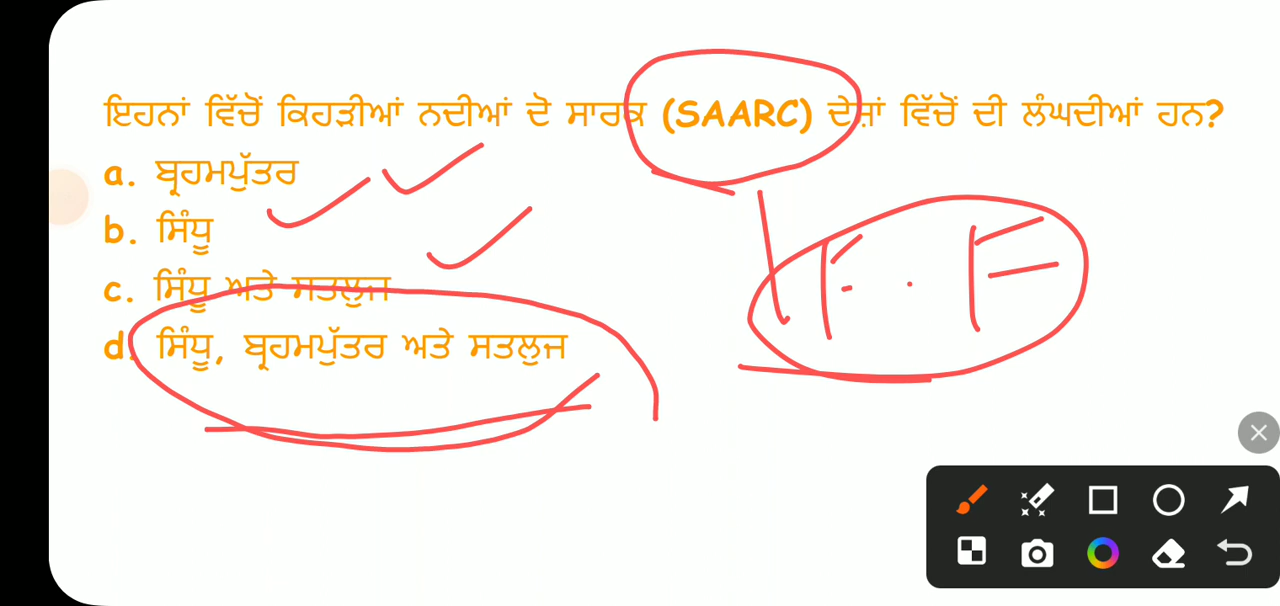 ਇਹਨਾਂ ਵਿੱਚੋਂ ਕਿਹੜੀਆਂ ਨਦੀਆਂ ਦੋ ਸਾਰਕ (SAARC) ਦੇਸ਼ਾਂ ਵਿੱਚੋਂ ਦੀ ਲੰਘਦੀਆਂ ਹਨ?
a. ਬ੍ਰਹਮਪੁੱਤਰ
b. ਸਿੰਧੂ
c. ਸਿੰਧੂ ਅਤੇ ਸਤਲੁਜ
d. ਸਿੰਧੂ, ਬ੍ਰਹਮਪੁੱਤਰ ਅਤੇ ਸਤਲੁਜ